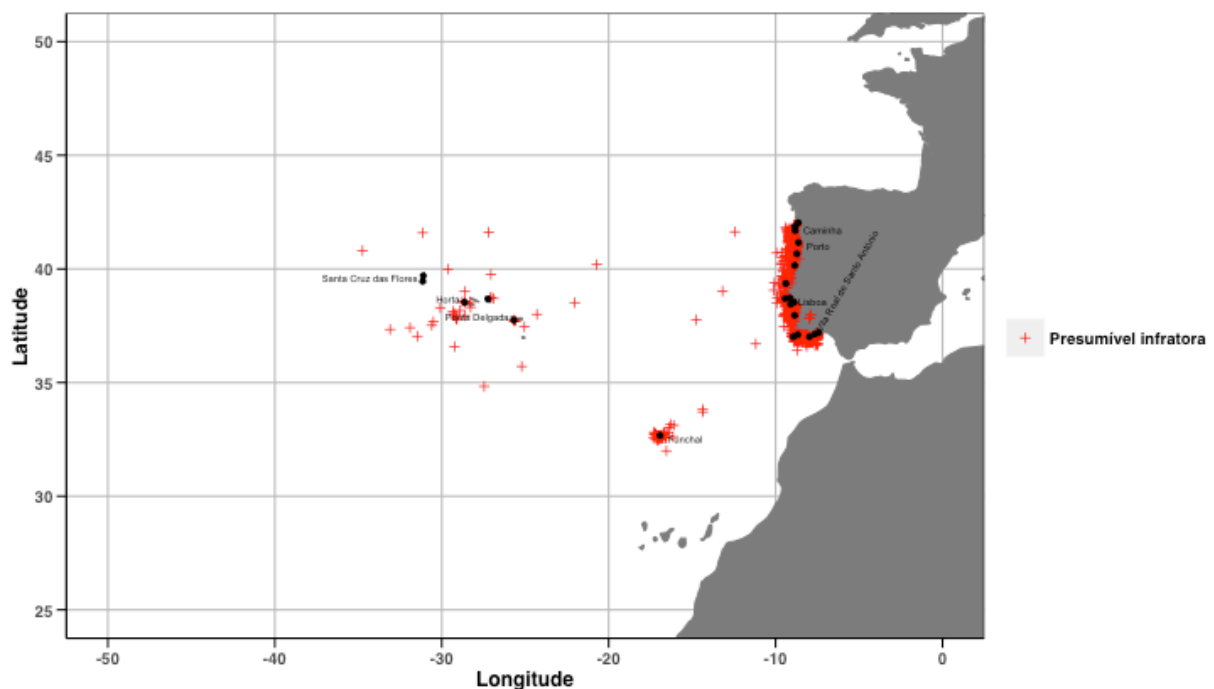 50
45
40
35
30
25
Latitude
-50
-40
-30
-20
-10
0
Longitude
Santa Cruz das Flores
Horta
Ponta Delgada
Funchal
Caminha
Porto
Lisboa
Vila Real de Santo António
Presumível infratora